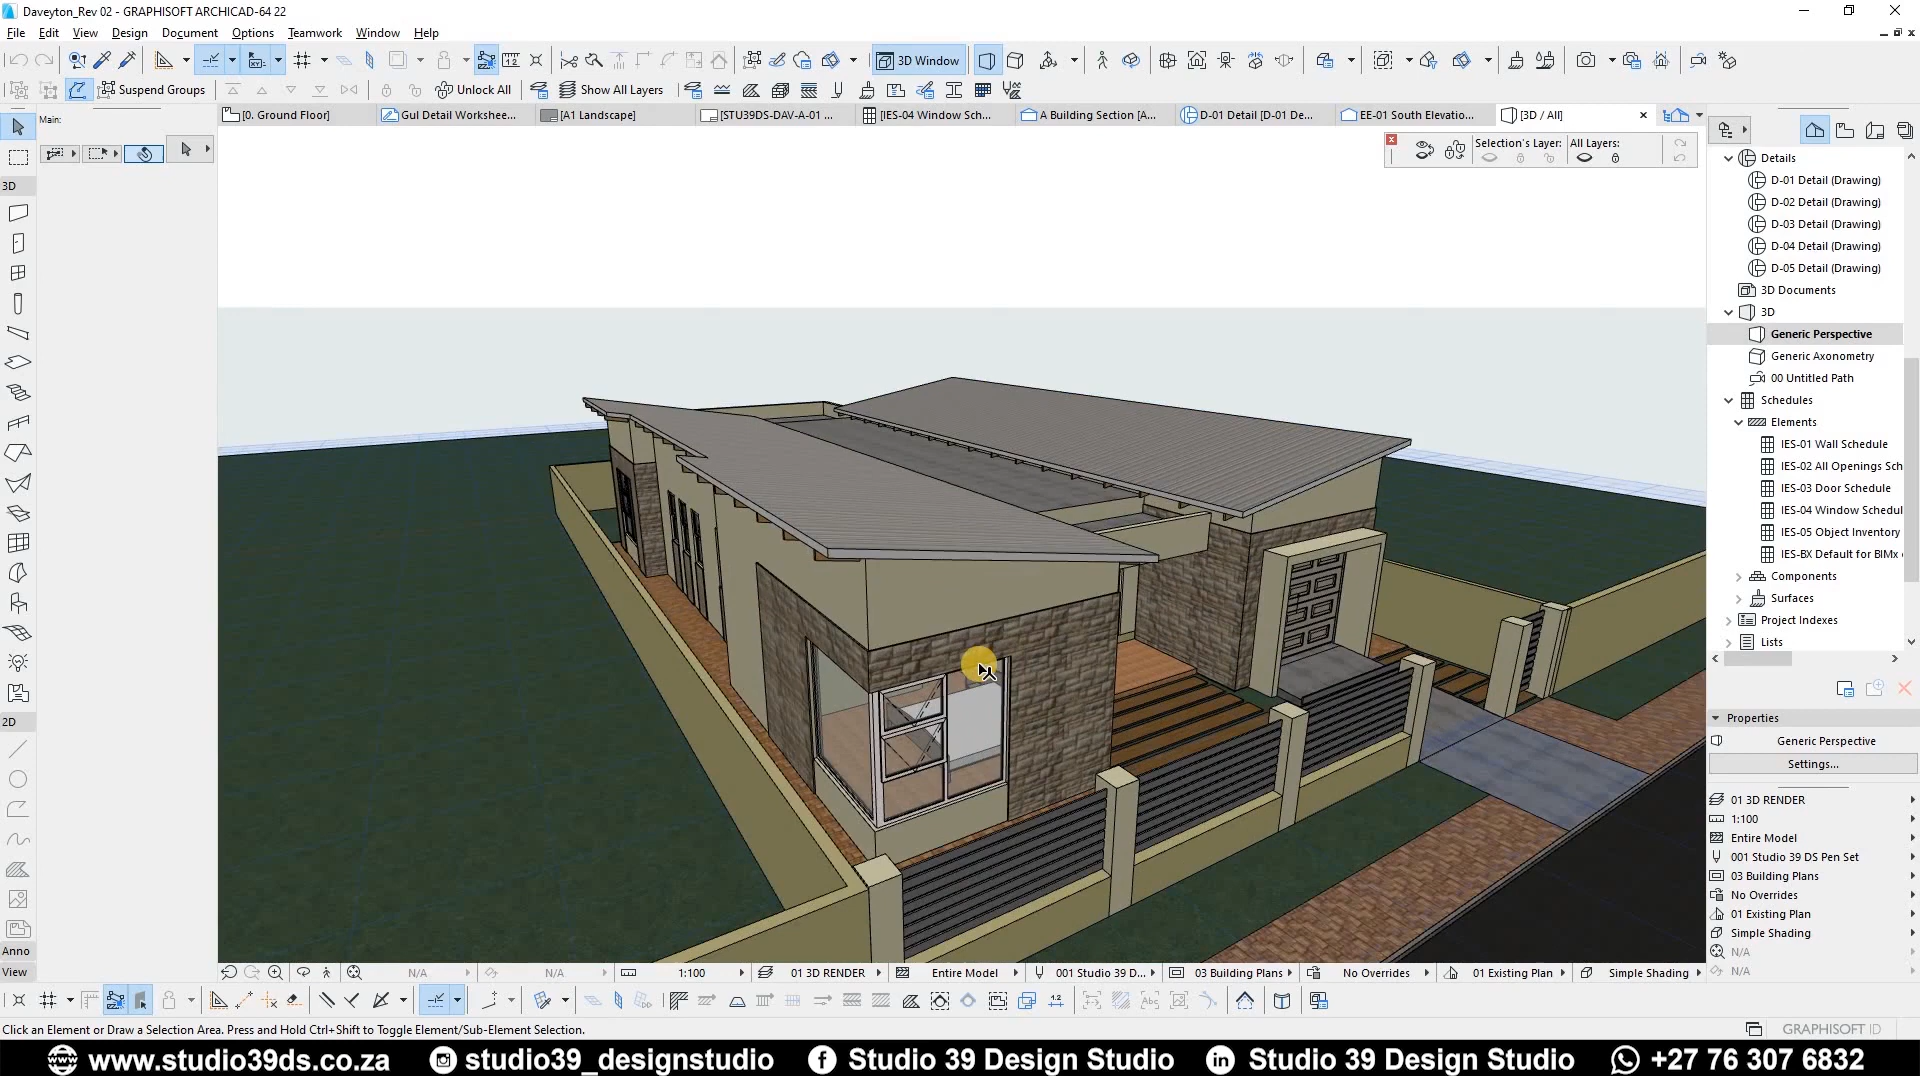 Daveyton_Rev 02 - GRAPHISOFT ARCHICAD-64 22
File Edit View Design Document Options Teamwork Window Help
3D Window
Suspend Groups
Unlock All
Show All Layers
[0. Ground Floor]
Gul Detail Workshee...
[A1 Landscape]
[STU39DS-DAV-A-01 ...
[IES-04 Window Sch...
A Building Section [A...
D-01 Detail [D-01 De...
EE-01 South Elevatio...
[3D / All]
Main:
Selection's Layer:
All Layers:
3D
2D
Anno
View
Details
D-01 Detail (Drawing)
D-02 Detail (Drawing)
D-03 Detail (Drawing)
D-04 Detail (Drawing)
D-05 Detail (Drawing)
3D Documents
3D
Generic Perspective
Generic Axonometry
00 Untitled Path
Schedules
Elements
IES-01 Wall Schedule
IES-02 All Openings Sch
IES-03 Door Schedule
IES-04 Window Schedul
IES-05 Object Inventory
IES-BX Default for BIMx
Components
Surfaces
Project Indexes
Lists
Properties
Generic Perspective
Settings...
01 3D RENDER
1:100
Entire Model
001 Studio 39 DS Pen Set
03 Building Plans
No Overrides
01 Existing Plan
Simple Shading
N/A
N/A
N/A N/A 1:100 01 3D RENDER Entire Model 001 Studio 39 D... 03 Building Plans No Overrides 01 Existing Plan Simple Shading
Click an Element or Draw a Selection Area. Press and Hold Ctrl+Shift to Toggle Element/Sub-Element Selection.
GRAPHISOFT ID
www.studio39ds.co.za studio39_designstudio Studio 39 Design Studio Studio 39 Design Studio +27 76 307 6832